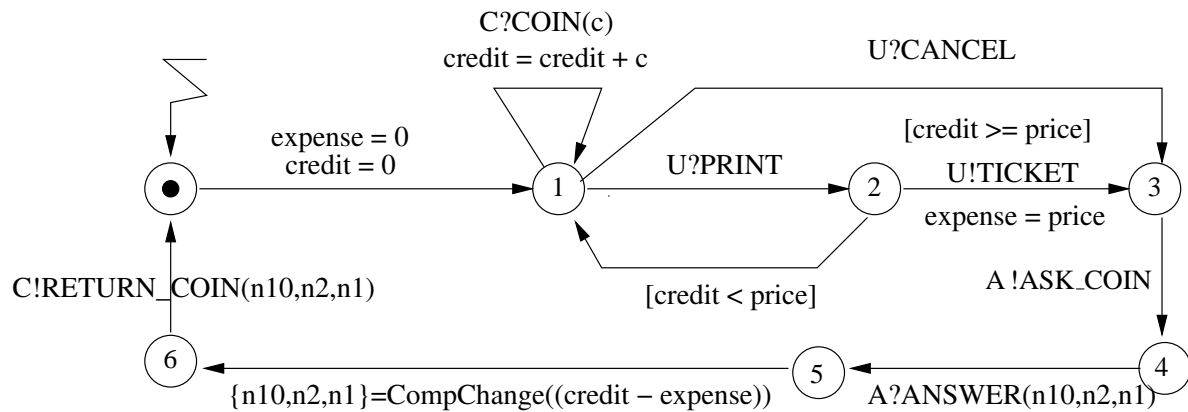 C?COIN(c)
credit = credit + c
U?CANCEL
expense = 0
credit = 0
[credit >= price]
U?PRINT
U!TICKET
1
2
3
expense = price
C!RETURN_COIN(n10,n2,n1)
[credit < price]
A !ASK_COIN
6
5
4
{n10,n2,n1}=CompChange((credit − expense))
A?ANSWER(n10,n2,n1)